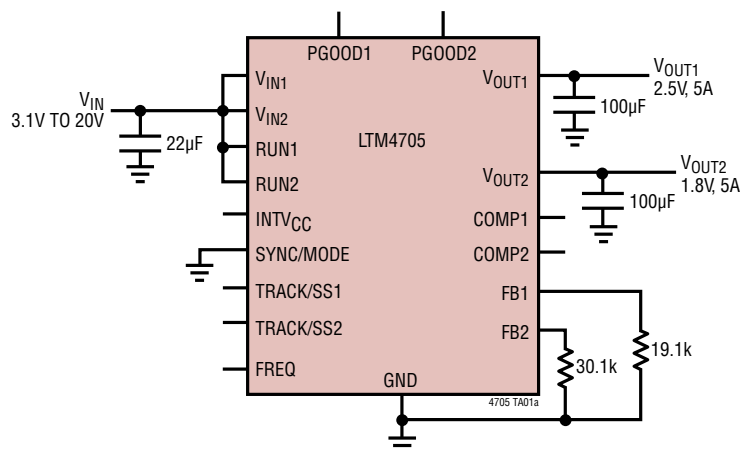 PGOOD1
PGOOD2
VIN
3.1V TO 20V
22µF
VIN1
VIN2
RUN1
RUN2
INTVCC
SYNC/MODE
TRACK/SS1
TRACK/SS2
FREQ
LTM4705
GND
VOUT1
VOUT2
COMP1
COMP2
FB1
FB2
VOUT1
2.5V, 5A
100µF
VOUT2
1.8V, 5A
100µF
19.1k
30.1k
4705 TA01a